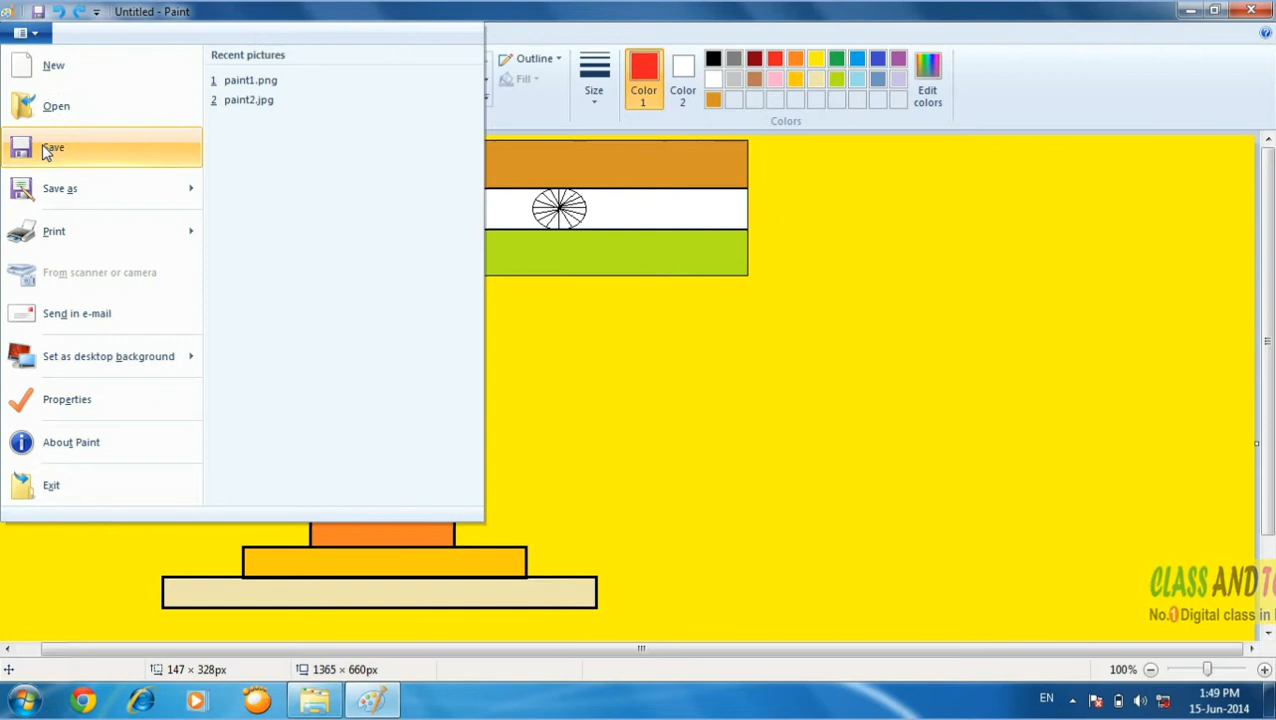 Untitled - Paint
New
Open
Save
Save as
Print
From scanner or camera
Send in e-mail
Set as desktop background
Properties
About Paint
Exit
Recent pictures
1 paint1.png
2 paint2.jpg
Outline
Fill
Size
Color
1
Color
2
Edit
colors
Colors
CLASS AND
No.1 Digital class in
147 × 328px
1365 × 660px
100%
EN
1:49 PM
15-Jun-2014